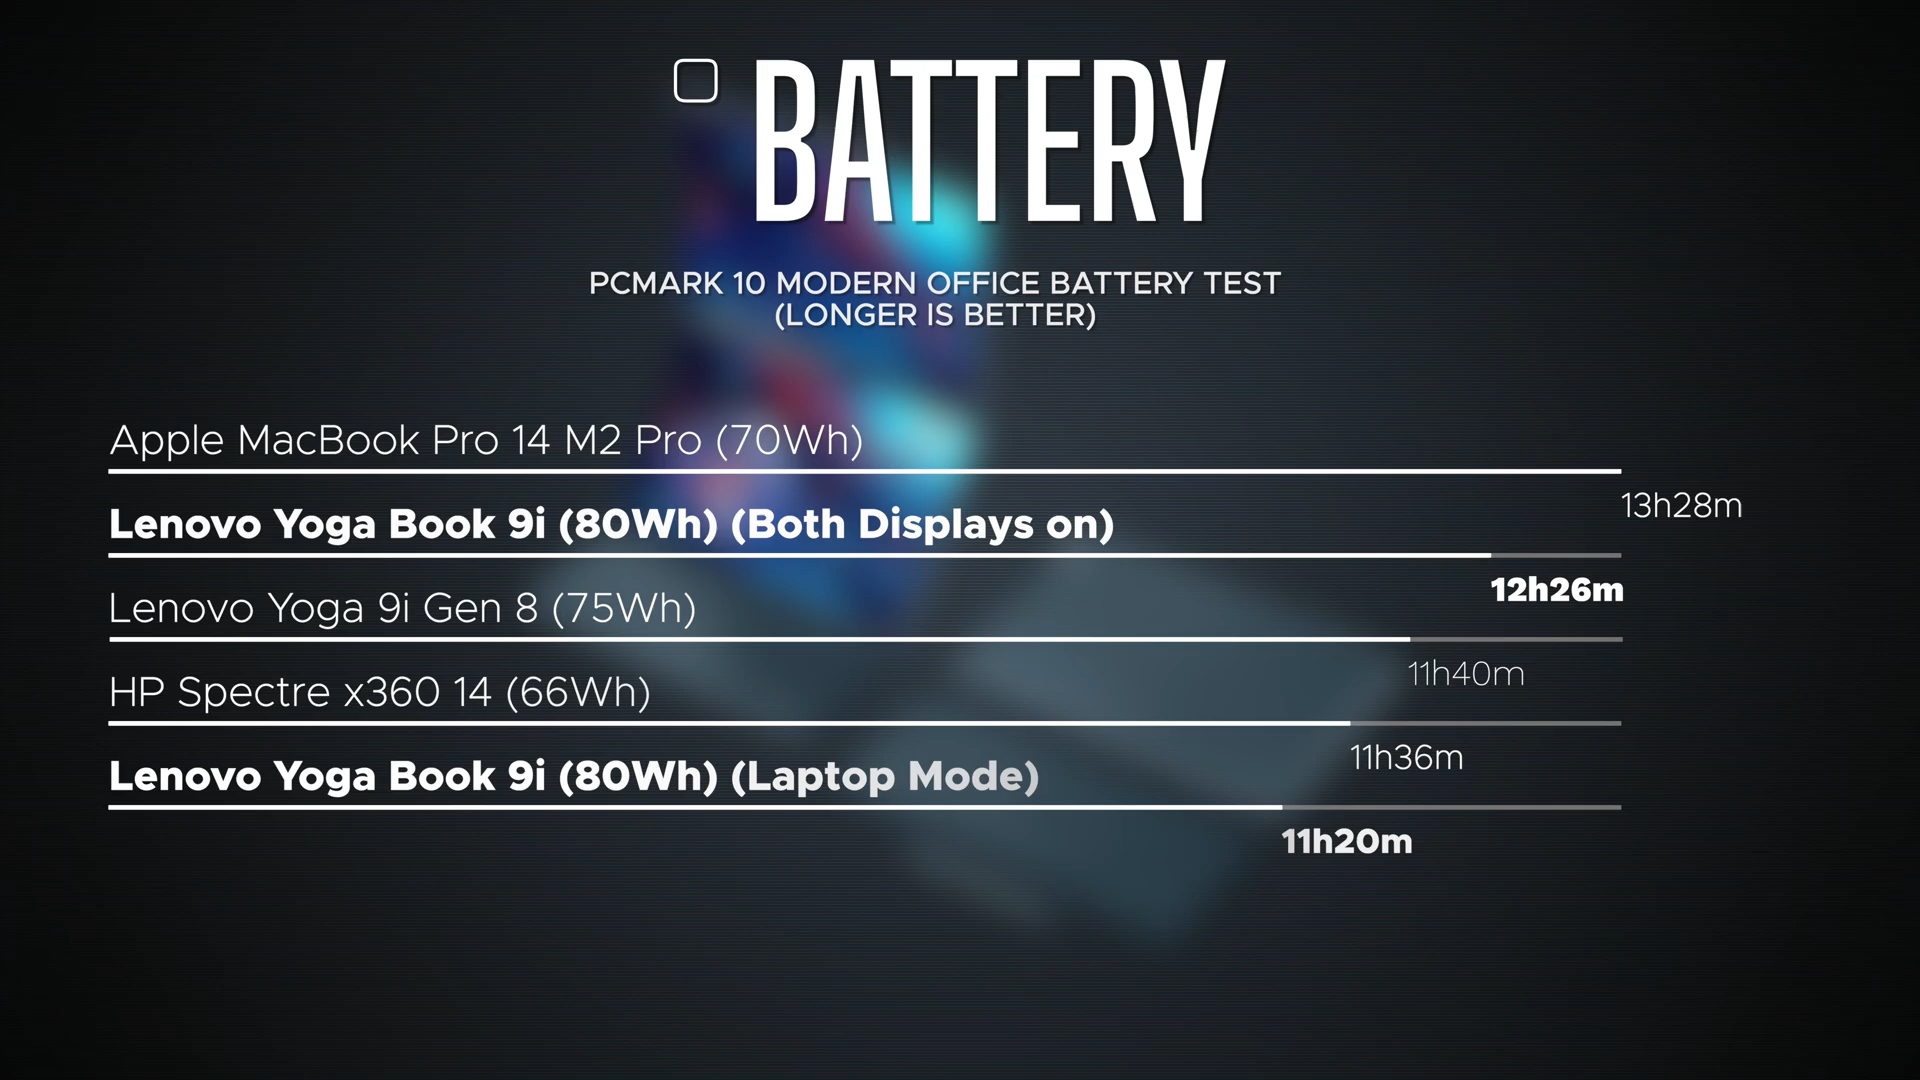 BATTERY
PCMARK 10 MODERN OFFICE BATTERY TEST
(LONGER IS BETTER)
Apple MacBook Pro 14 M2 Pro (70Wh)
13h28m
Lenovo Yoga Book 9i (80Wh) (Both Displays on)
12h26m
Lenovo Yoga 9i Gen 8 (75Wh)
11h40m
HP Spectre x360 14 (66Wh)
11h36m
Lenovo Yoga Book 9i (80Wh) (Laptop Mode)
11h20m